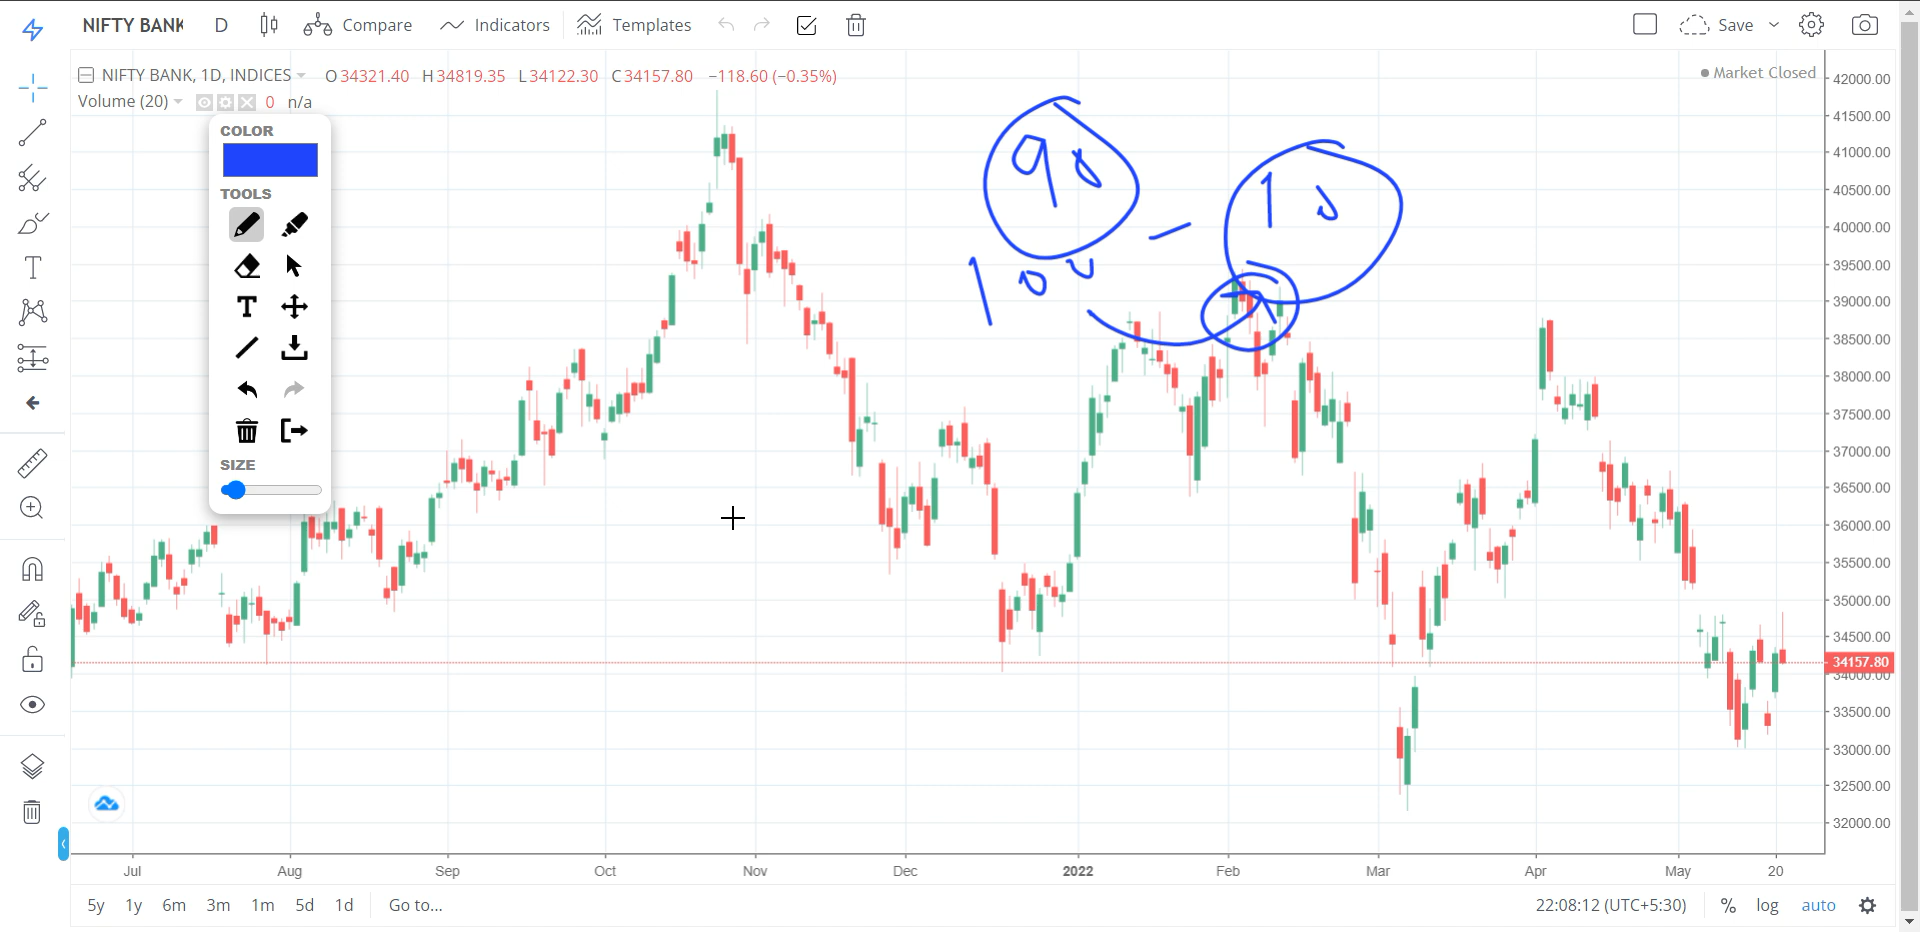 NIFTY BANK D Compare Indicators Templates Save
NIFTY BANK, 1D, INDICES O34321.40 H34819.35 L34122.30 C34157.80 −118.60 (−0.35%)
Market Closed
Volume (20) 0 n/a
COLOR
TOOLS
T
SIZE
90 - 10
100
42000.00
41500.00
41000.00
40500.00
40000.00
39500.00
39000.00
38500.00
38000.00
37500.00
37000.00
36500.00
36000.00
35500.00
35000.00
34500.00
34157.80
34000.00
33500.00
33000.00
32500.00
32000.00
Jul Aug Sep Oct Nov Dec 2022 Feb Mar Apr May 20
5y 1y 6m 3m 1m 5d 1d Go to... 22:08:12 (UTC+5:30) % log auto